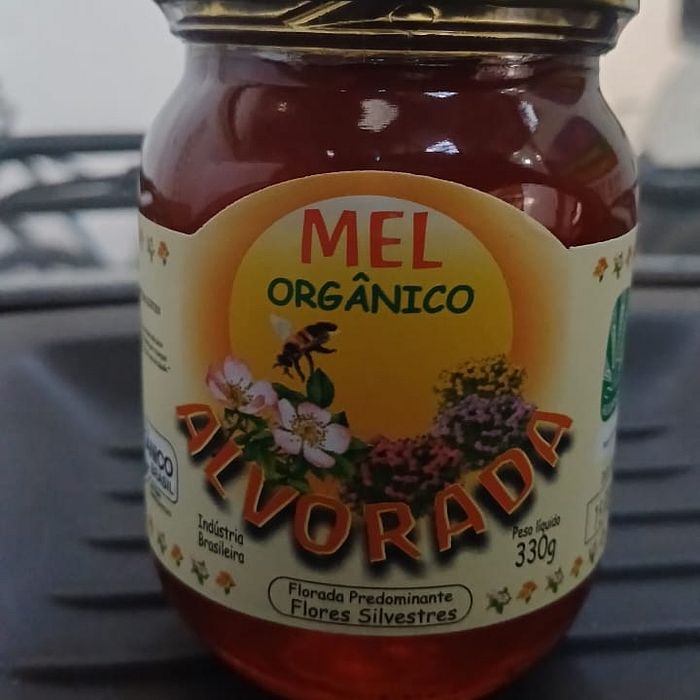 MEL
ORGÂNICO
ALVORADA
Indústria
Brasileira
Peso líquido
330g
Florada Predominante
Flores Silvestres